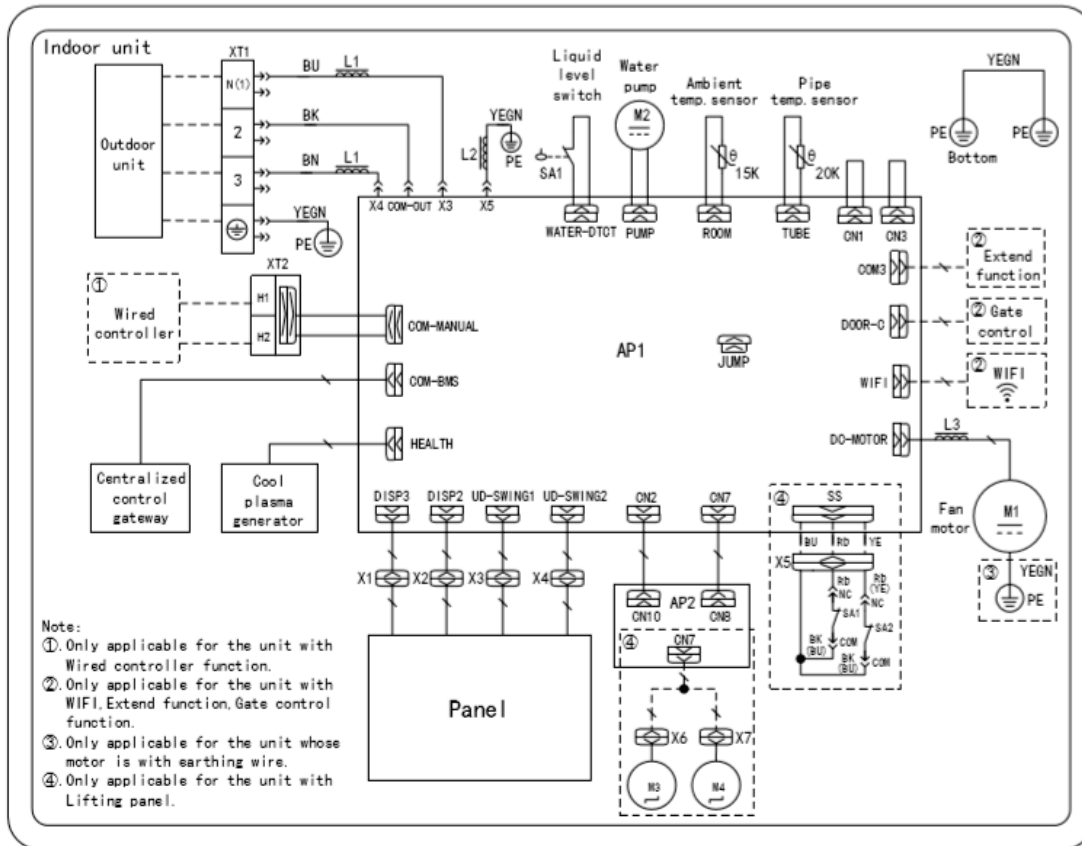 Indoor unit
XT1
Outdoor
unit
N(1)
2
3
BU
L1
BK
BN
L1
YEGN
PE
X4
COM-OUT
X3
X5
L2
YEGN
PE
Liquid
level
switch
SA1
WATER-DTCT
Water
pump
M2
PUMP
Ambient
temp. sensor
θ
15K
ROOM
Pipe
temp. sensor
θ
20K
TUBE
CN1
CN3
YEGN
PE
PE
Bottom
①
Wired
controller
XT2
H1
H2
COM-MANUAL
COM-BMS
HEALTH
Centralized
control
gateway
Cool
plasma
generator
AP1
JUMP
COM3
② Extend
function
DOOR-C
② Gate
control
WIFI
② WIFI
DC-MOTOR
L3
Fan
motor
M1
③ YEGN
PE
DISP3
DISP2
UD-SWING1
UD-SWING2
CN2
CN7
X1
X2
X3
X4
Panel
AP2
CN10
CN8
④
CN7
X6
X7
M3
M4
④
SS
BU
Rb
YE
X5
Rb
NC
Rb
(YE)
NC
SA1
SA2
BK
(BU)
COM
BK
(BU)
COM
Note:
①. Only applicable for the unit with
Wired controller function.
②. Only applicable for the unit with
WIFI, Extend function, Gate control
function.
③. Only applicable for the unit whose
motor is with earthing wire.
④. Only applicable for the unit with
Lifting panel.